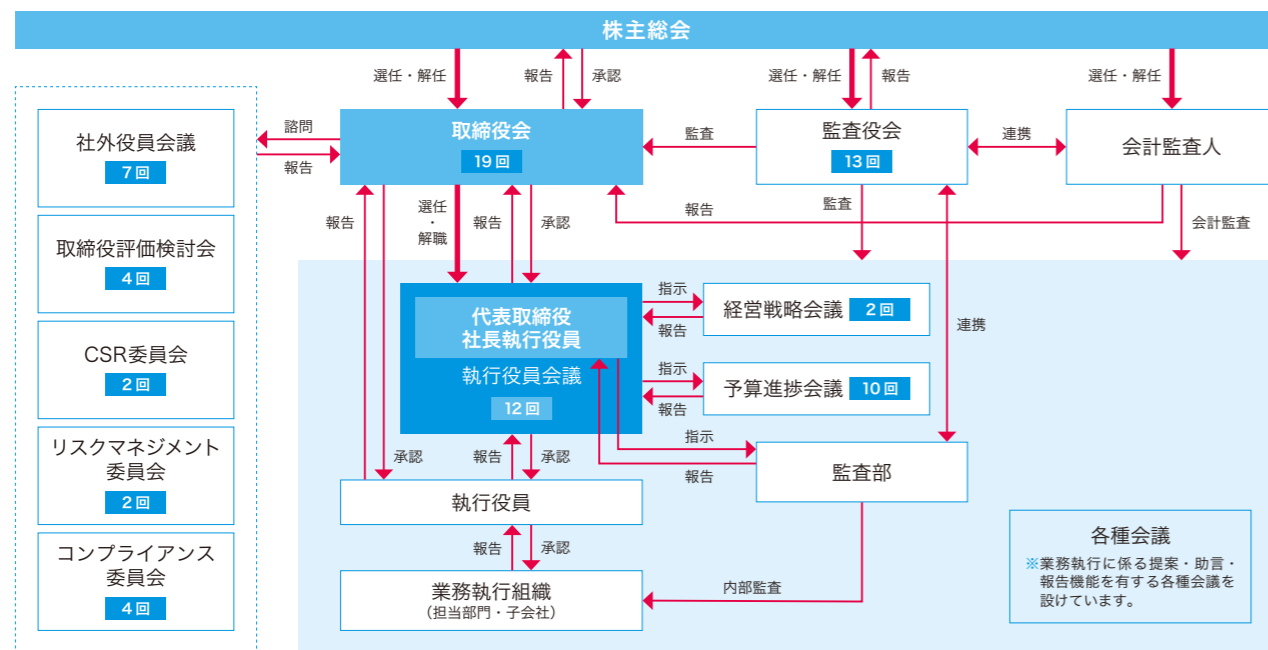 株主総会
選任・解任
報告
承認
選任・解任
報告
選任・解任
社外役員会議
7回
諮問
報告
取締役会
19回
監査
監査役会
13回
連携
会計監査人
取締役評価検討会
4回
報告
選任
・
解職
報告
承認
報告
監査
会計監査
CSR委員会
2回
代表取締役
社長執行役員
執行役員会議
12回
指示
報告
経営戦略会議 2回
連携
指示
報告
予算進捗会議 10回
リスクマネジメント
委員会
2回
承認
報告
承認
指示
報告
監査部
執行役員
報告
承認
コンプライアンス
委員会
4回
業務執行組織
(担当部門・子会社)
内部監査
各種会議
※業務執行に係る提案・助言・
報告機能を有する各種会議を
設けています。